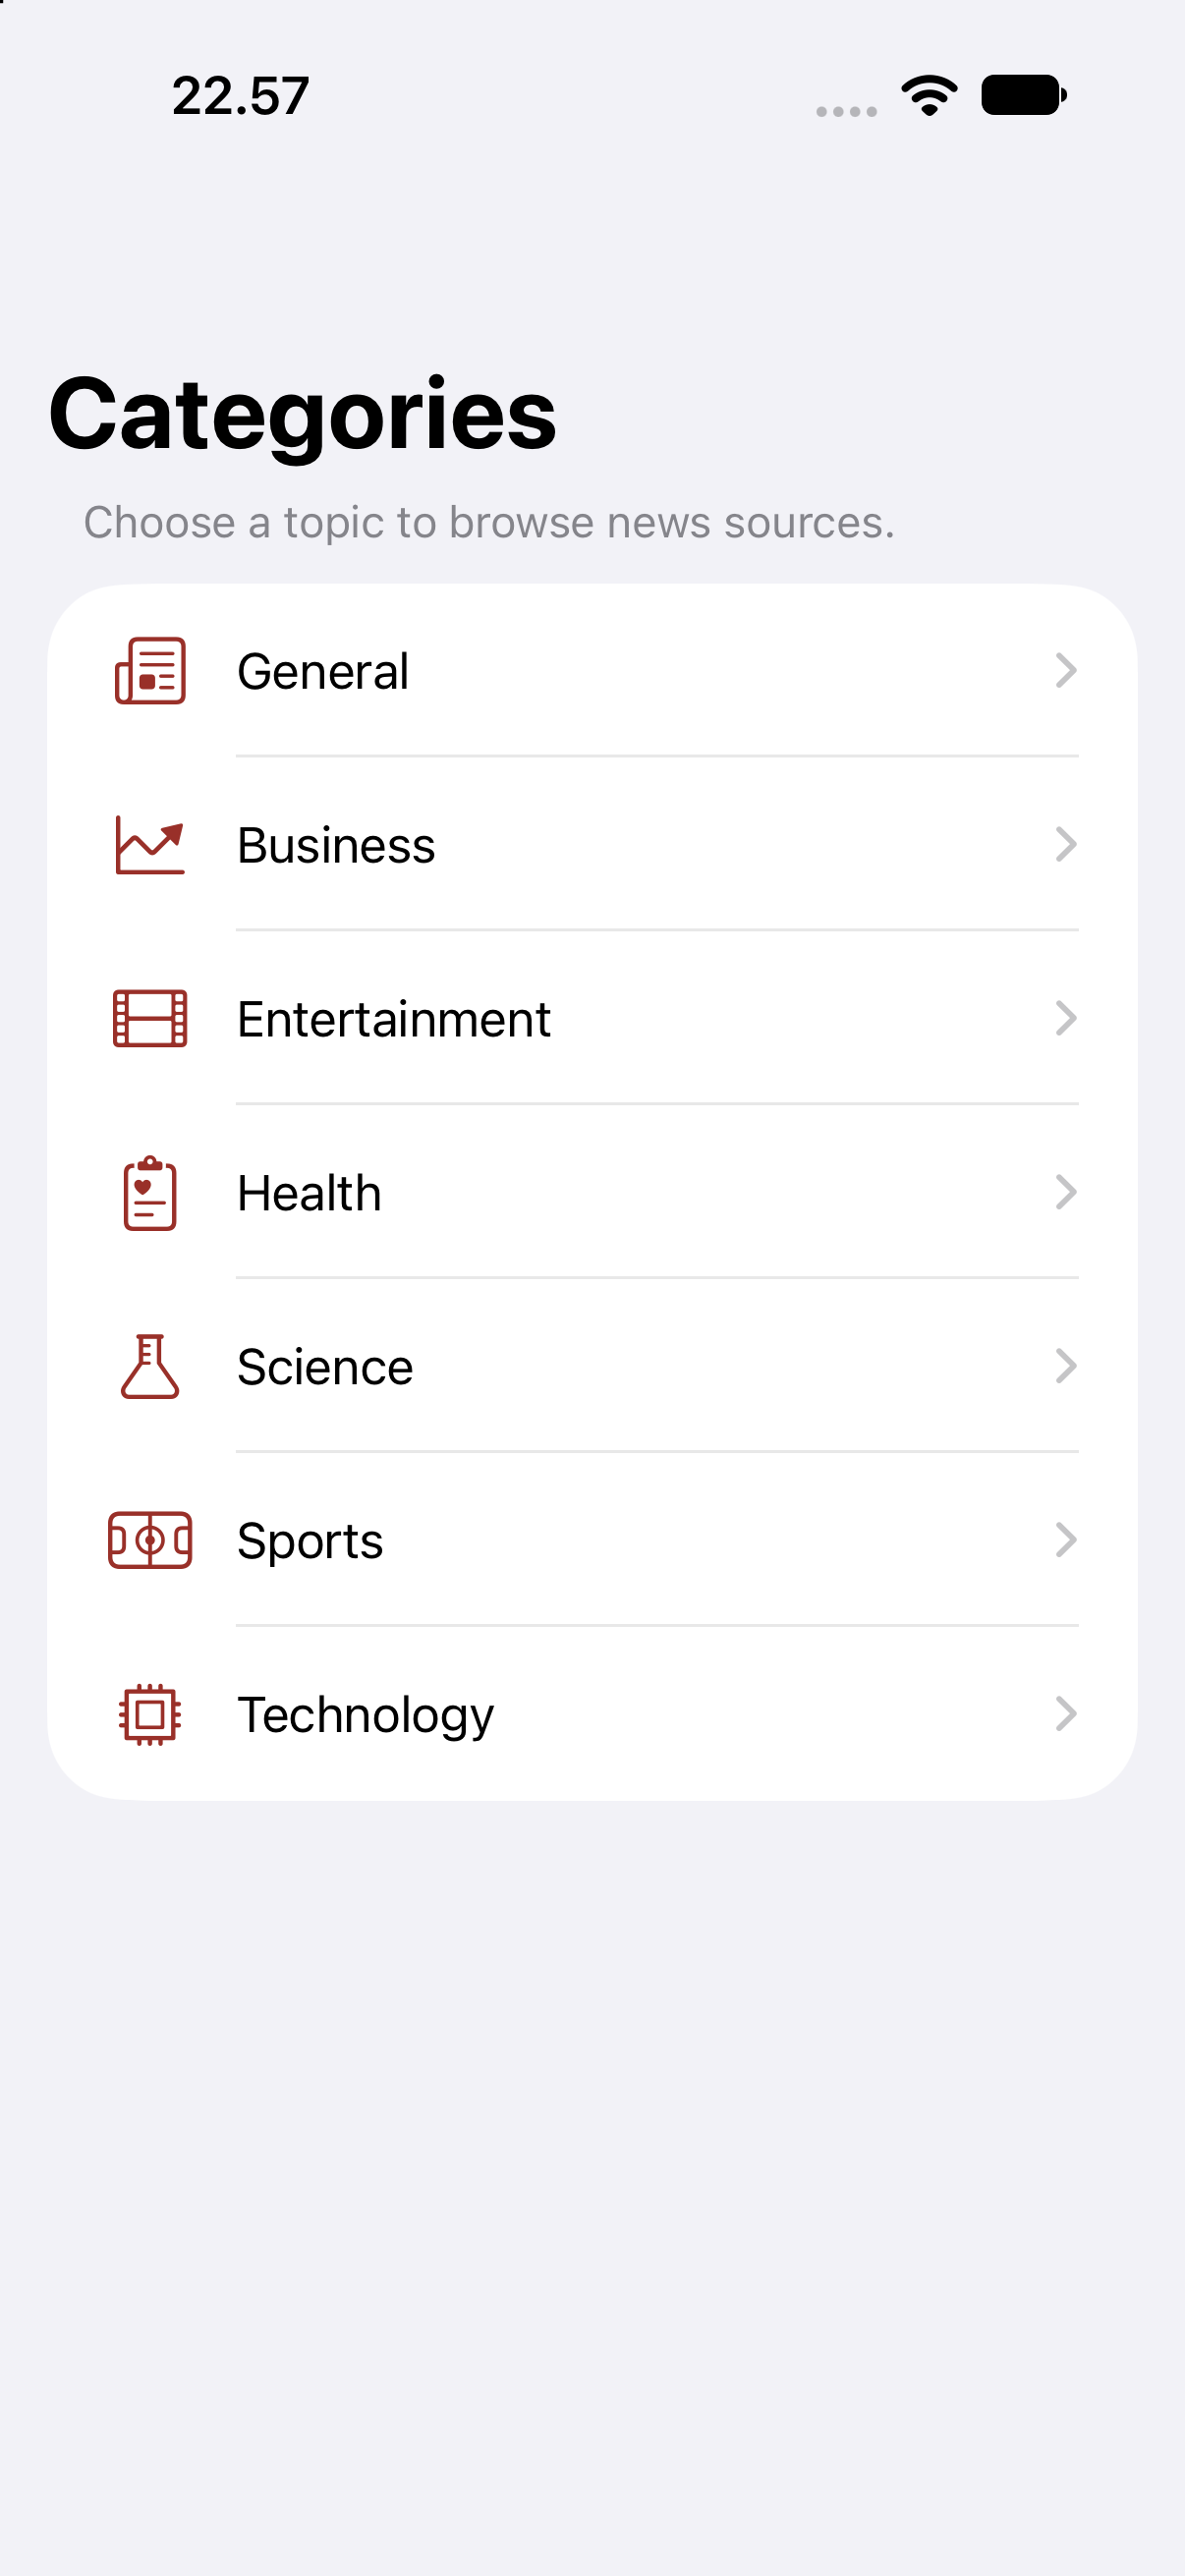 22.57
Categories
Choose a topic to browse news sources.
General
Business
Entertainment
Health
Science
Sports
Technology